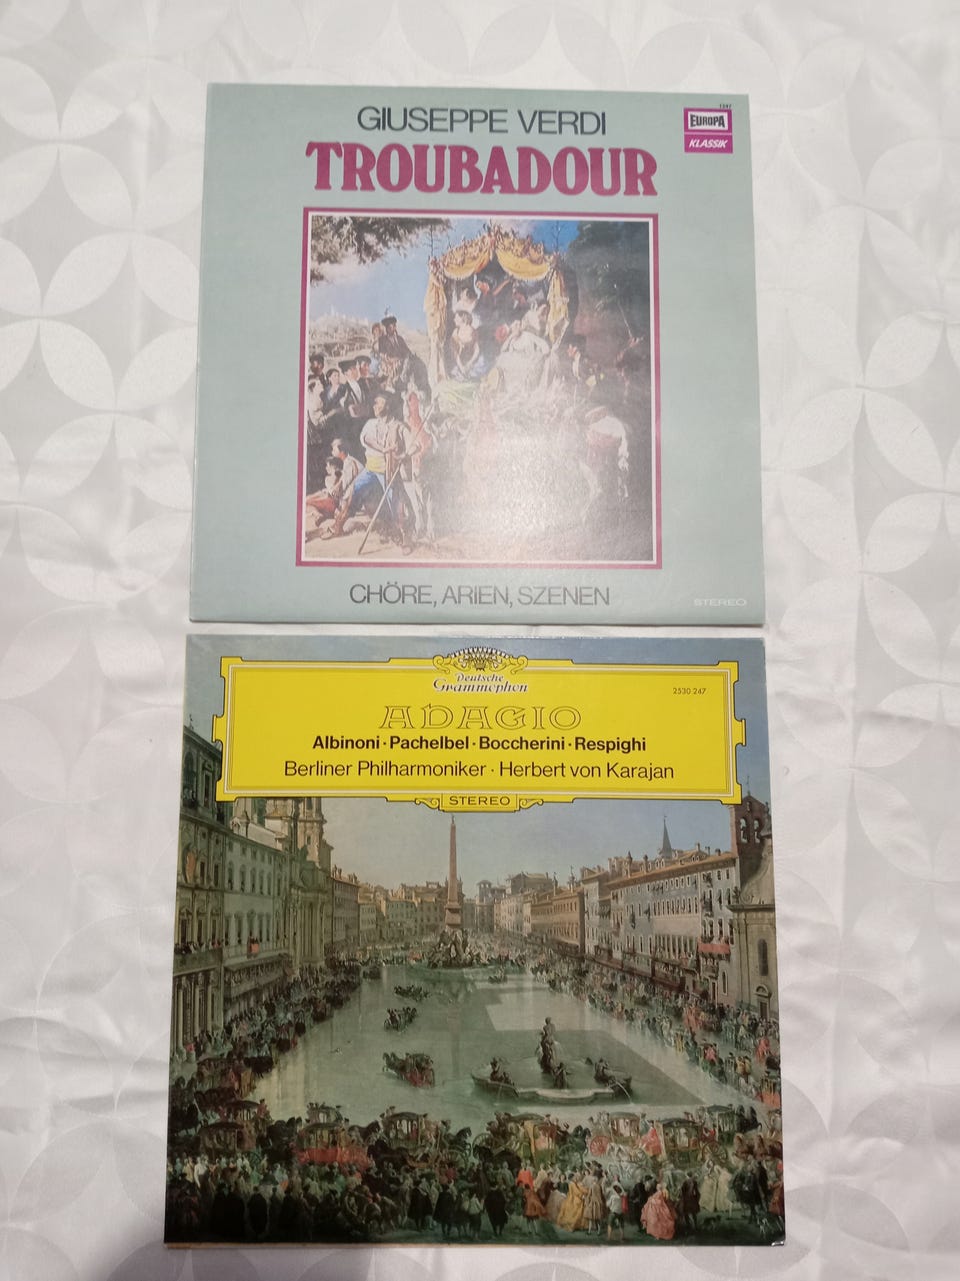 1247
GIUSEPPE VERDI
EUROPA
TROUBADOUR
KLASSIK
CHÖRE, ARIEN, SZENEN
STEREO
Deutsche
Grammophon
2530 247
ADAGIO
Albinoni · Pachelbel · Boccherini · Respighi
Berliner Philharmoniker · Herbert von Karajan
STEREO